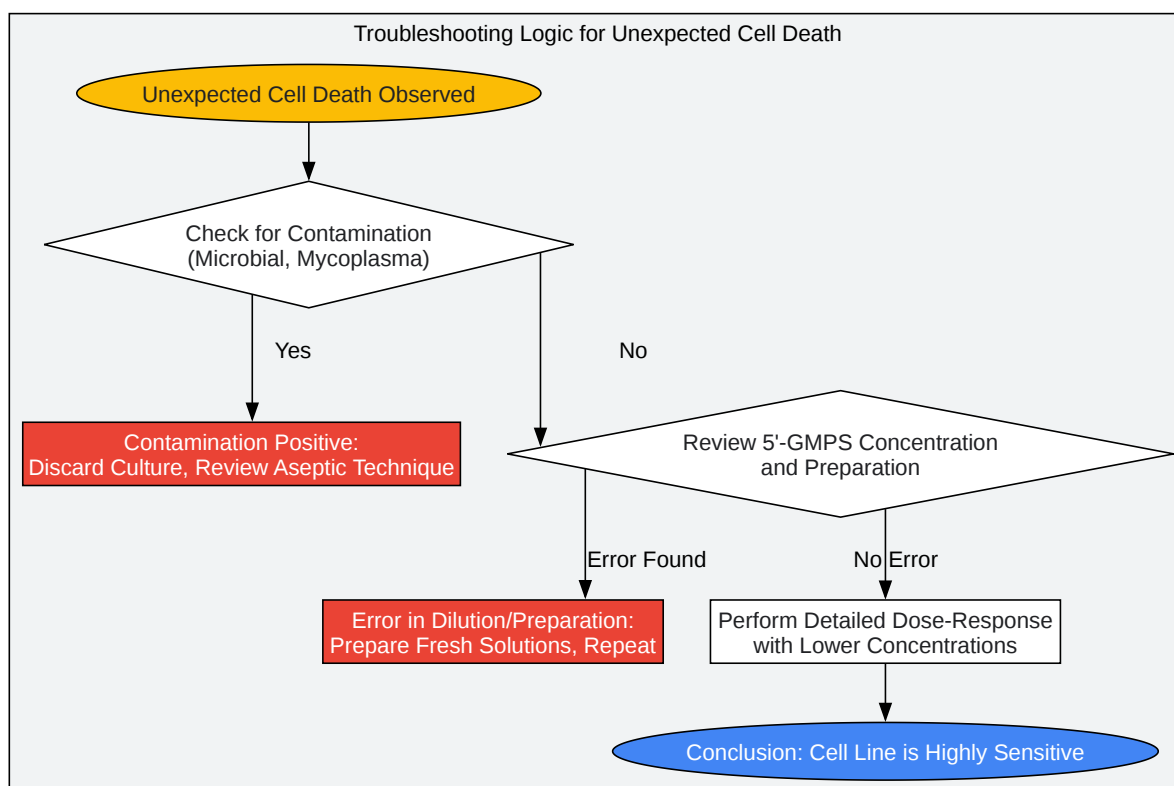 Troubleshooting Logic for Unexpected Cell Death
Unexpected Cell Death Observed
Check for Contamination
(Microbial, Mycoplasma)
Yes
No
Contamination Positive:
Discard Culture, Review Aseptic Technique
Review 5'-GMPS Concentration
and Preparation
Error Found
No Error
Error in Dilution/Preparation:
Prepare Fresh Solutions, Repeat
Perform Detailed Dose-Response
with Lower Concentrations
Conclusion: Cell Line is Highly Sensitive